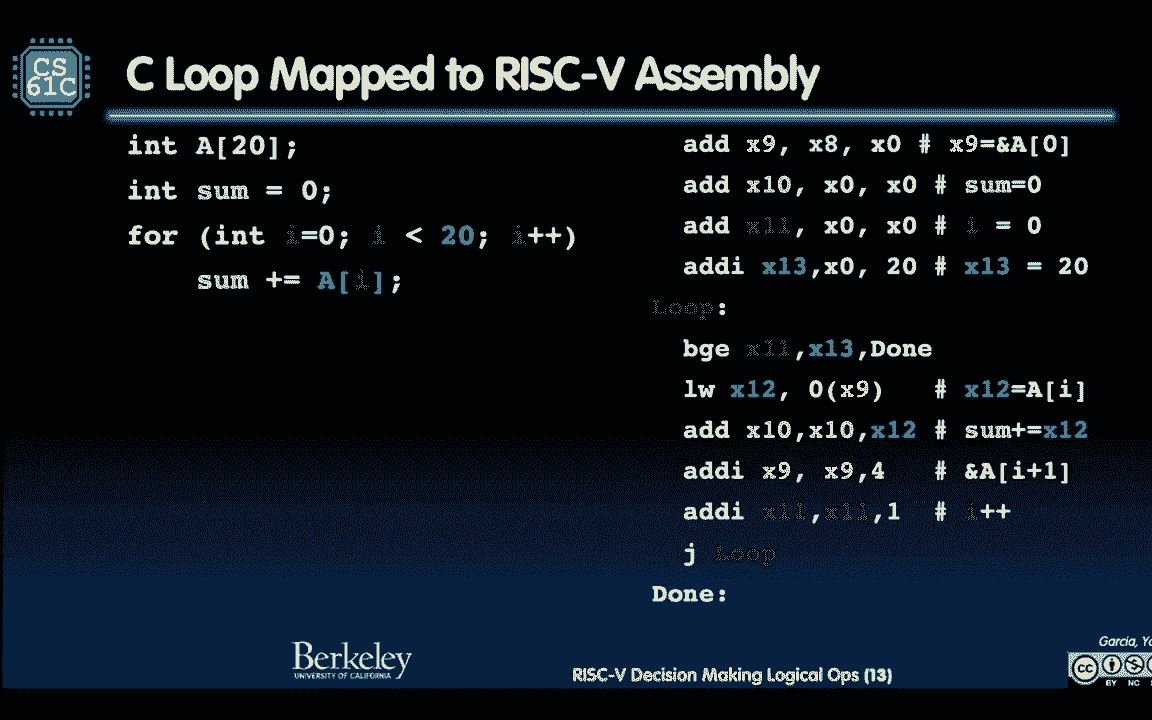 CS
61C
C Loop Mapped to RISC-V Assembly
int A[20];
int sum = 0;
for (int i=0; i < 20; i++)
sum += A[i];
add x9, x8, x0 # x9=&A[0]
add x10, x0, x0 # sum=0
add x11, x0, x0 # i = 0
addi x13,x0, 20 # x13 = 20
Loop:
bge x11,x13,Done
lw x12, 0(x9) # x12=A[i]
add x10,x10,x12 # sum+=x12
addi x9, x9,4 # &A[i+1]
addi x11,x11,1 # i++
j Loop
Done:
Berkeley
UNIVERSITY OF CALIFORNIA
RISC-V Decision Making Logical Ops (13)
Garcia,
cc
BY NC